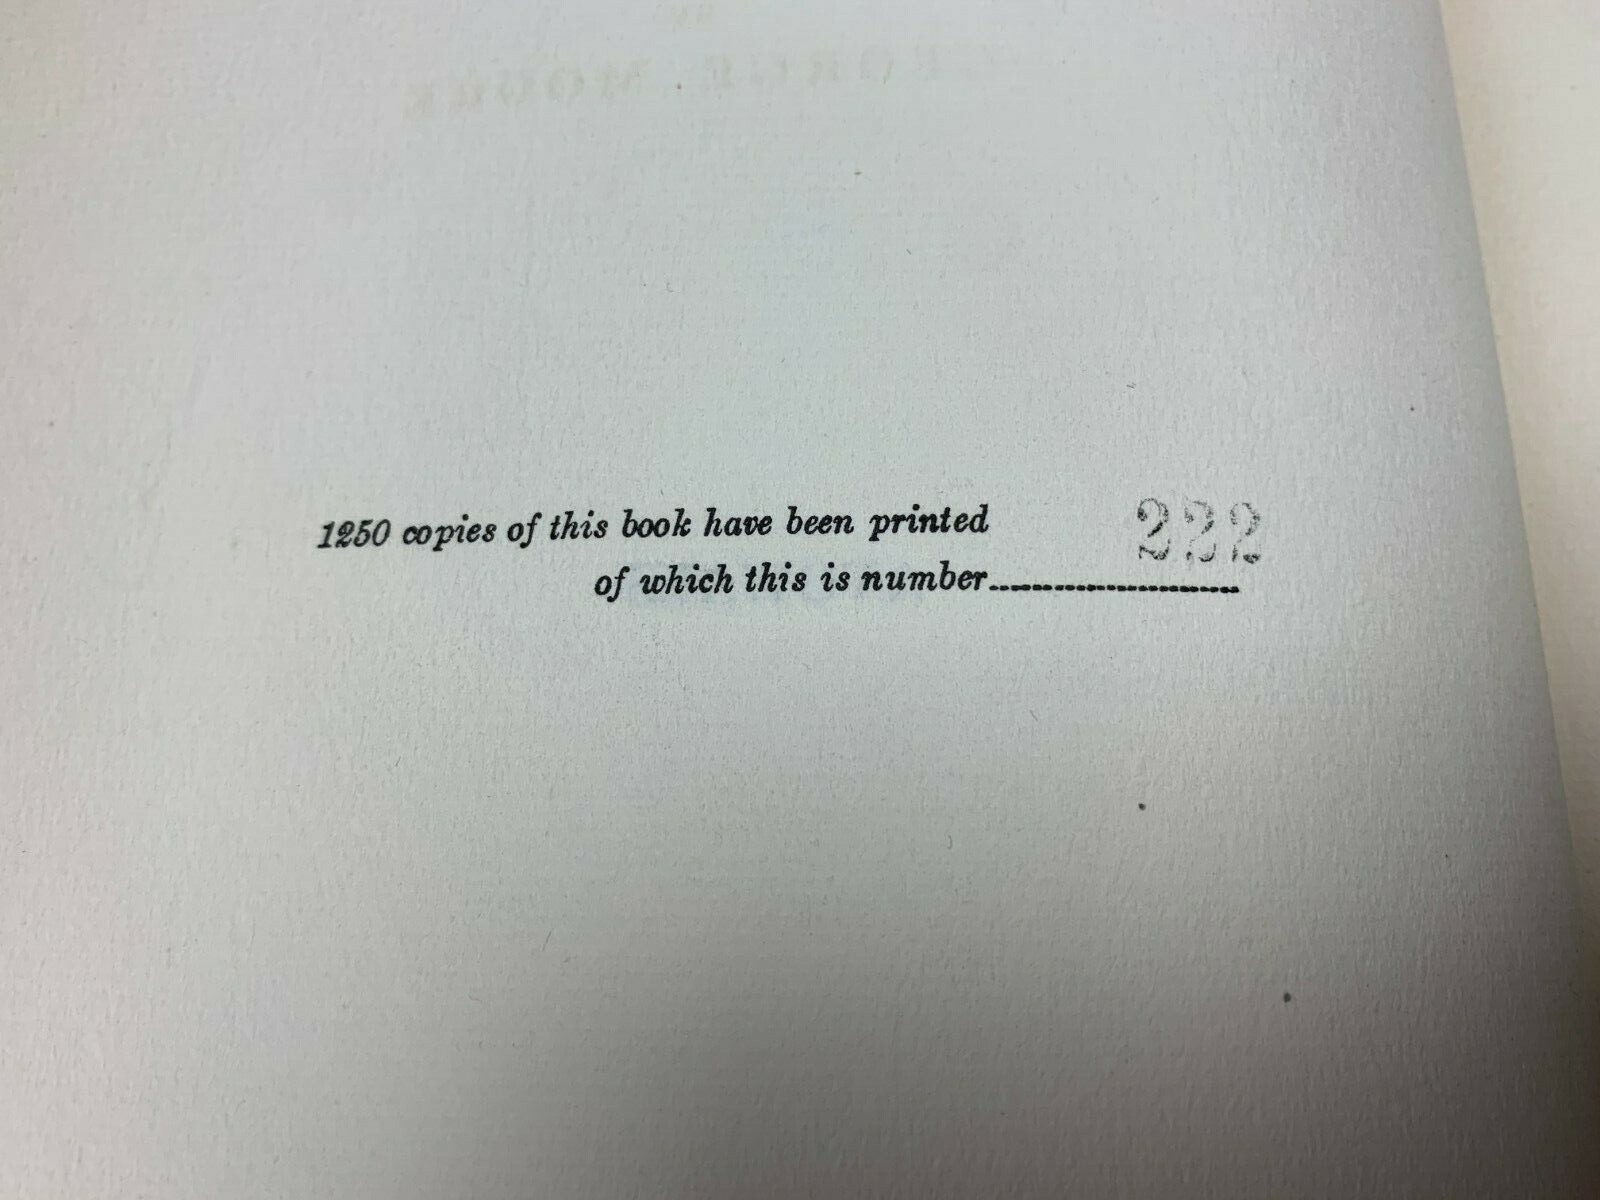 1250 copies of this book have been printed
of which this is number........................ 222